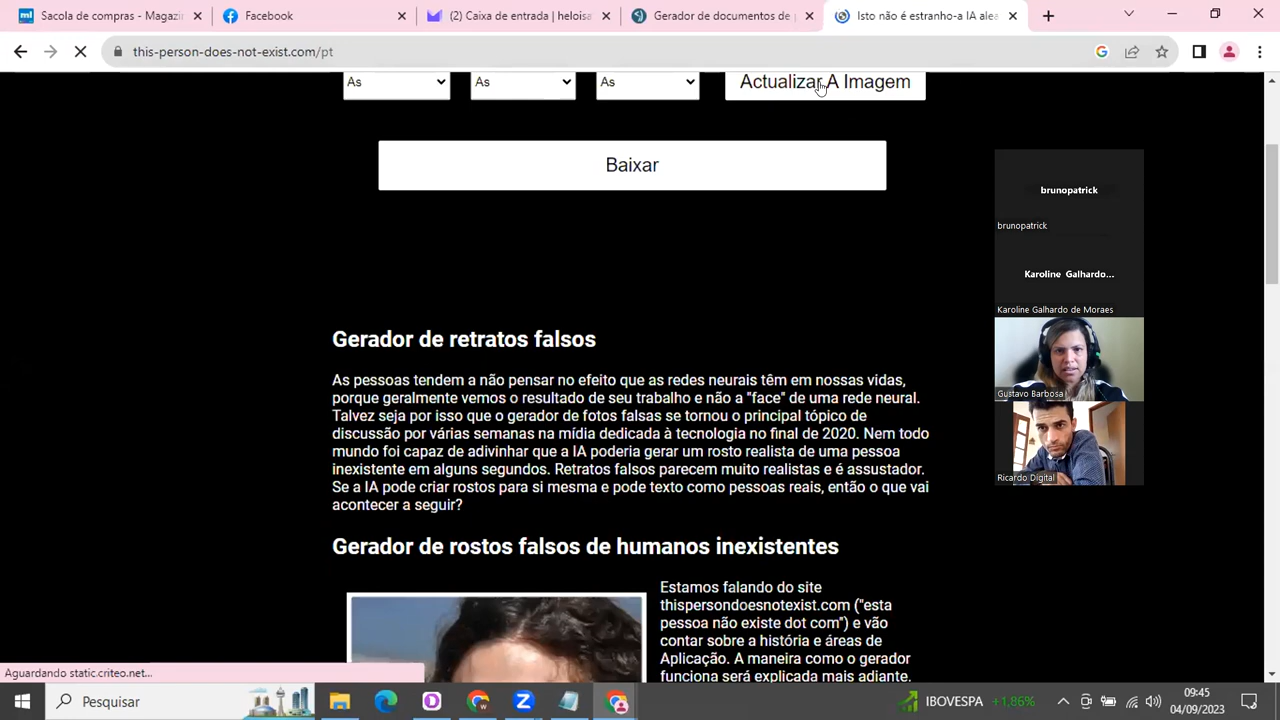 Sacola de compras - Magazi
Facebook
(2) Caixa de entrada | heloisa
Gerador de documentos de p
Isto não é estranho-a IA alea
this-person-does-not-exist.com/pt
As
As
As
Actualizar A Imagem
Baixar
brunopatrick
brunopatrick
Karoline Galhardo...
Karoline Galhardo de Moraes
Gustavo Barbosa
Ricardo Digital
Gerador de retratos falsos
As pessoas tendem a não pensar no efeito que as redes neurais têm em nossas vidas,
porque geralmente vemos o resultado de seu trabalho e não a "face" de uma rede neural.
Talvez seja por isso que o gerador de fotos falsas se tornou o principal tópico de
discussão por várias semanas na mídia dedicada à tecnologia no final de 2020. Nem todo
mundo foi capaz de adivinhar que a IA poderia gerar um rosto realista de uma pessoa
inexistente em alguns segundos. Retratos falsos parecem muito realistas e é assustador.
Se a IA pode criar rostos para si mesma e pode texto como pessoas reais, então o que vai
acontecer a seguir?
Gerador de rostos falsos de humanos inexistentes
Estamos falando do site
thispersondoesnotexist.com ("esta
pessoa não existe dot com") e vão
contar sobre a história e áreas de
Aplicação. A maneira como o gerador
funciona será explicada mais adiante.
Aguardando static.criteo.net...
Pesquisar
IBOVESPA +1,86%
09:45
04/09/2023